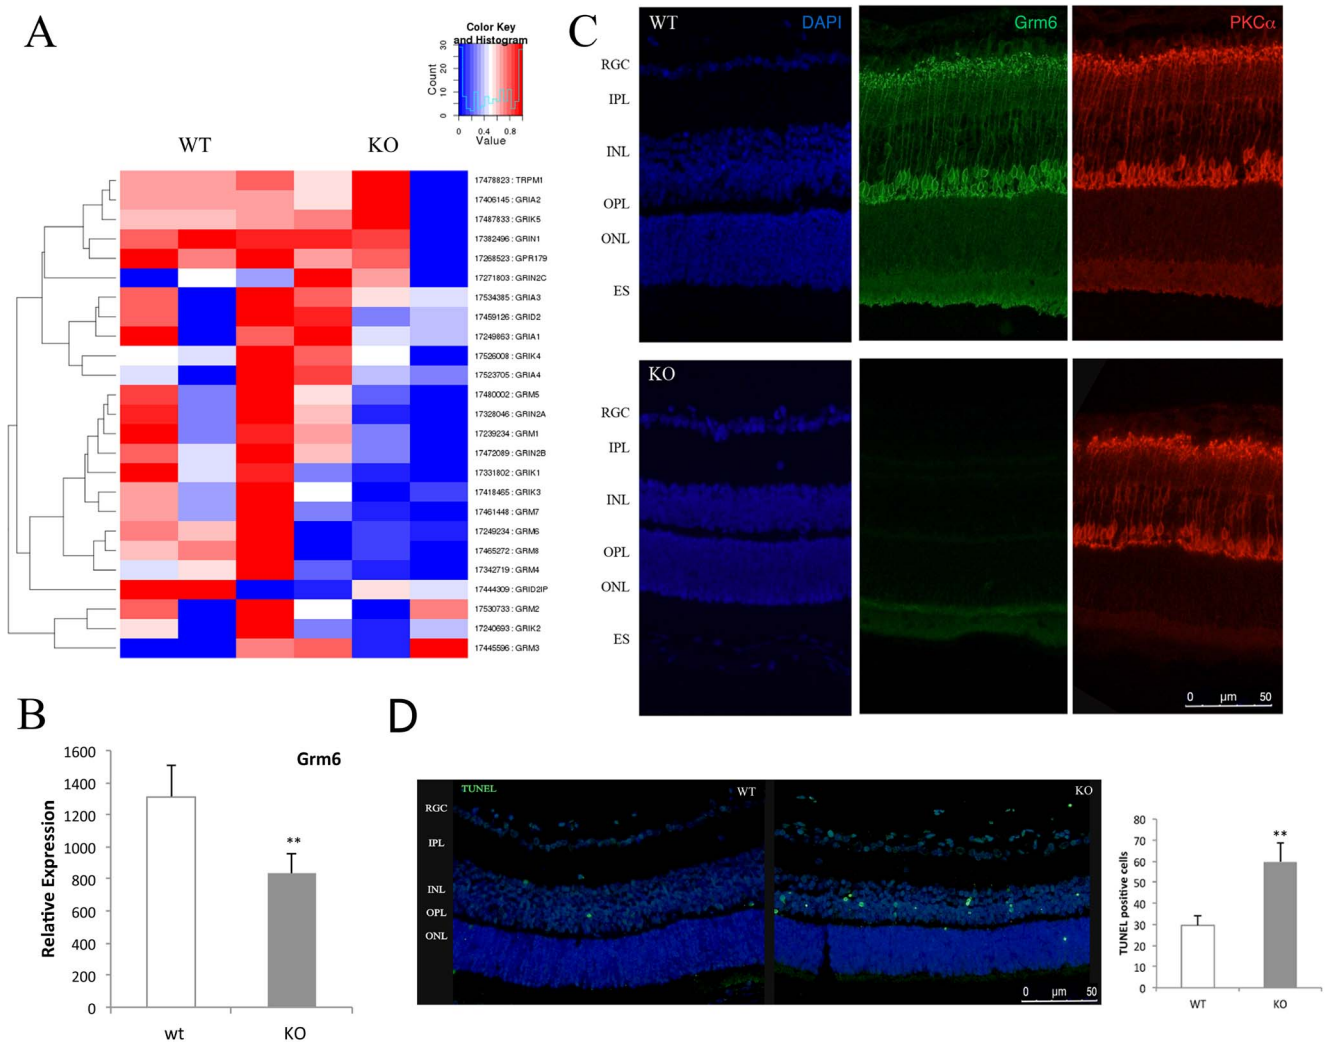 A
Color Key
and Histogram
Count
0 10 20 30
0 0.4 0.8
Value
WT
KO
17478823 : TRPM1
17406145 : GRIA2
17487833 : GRIK5
17382496 : GRIN1
17268523 : GPR179
17271803 : GRIN2C
17534385 : GRIA3
17459126 : GRID2
17249863 : GRIA1
17526008 : GRIK4
17523705 : GRIA4
17480002 : GRM5
17328046 : GRIN2A
17239234 : GRM1
17472089 : GRIN2B
17331802 : GRIK1
17418465 : GRIK3
17461448 : GRM7
17249234 : GRM6
17465272 : GRM8
17342719 : GRM4
17444309 : GRID2IP
17530733 : GRM2
17240693 : GRIK2
17445596 : GRM3
B
Grm6
Relative Expression
1600
1400
1200
1000
800
600
400
200
0
**
wt
KO
C
WT
DAPI
Grm6
PKCα
RGC
IPL
INL
OPL
ONL
ES
KO
RGC
IPL
INL
OPL
ONL
ES
0 μm 50
D
TUNEL
WT
KO
RGC
IPL
INL
OPL
ONL
0 μm 50
TUNEL positive cells
80
70
60
50
40
30
20
10
0
**
WT
KO